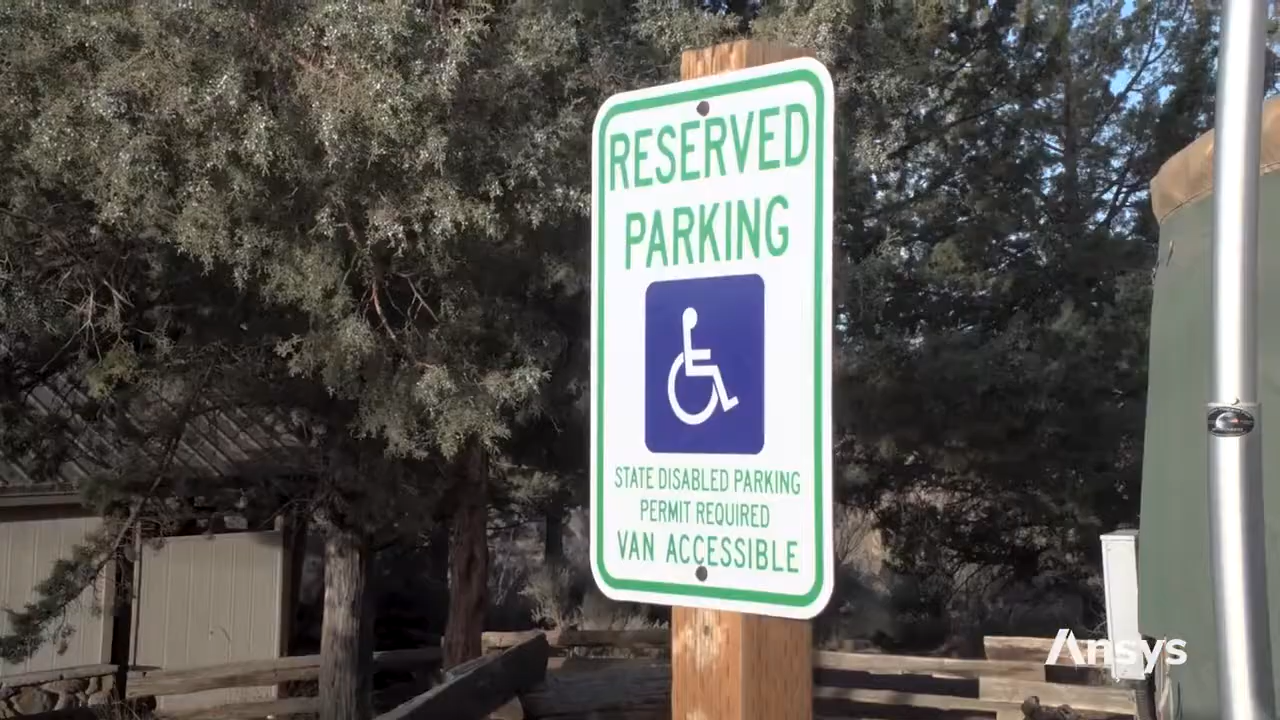 RESERVED
PARKING
STATE DISABLED PARKING
PERMIT REQUIRED
VAN ACCESSIBLE
Ansys